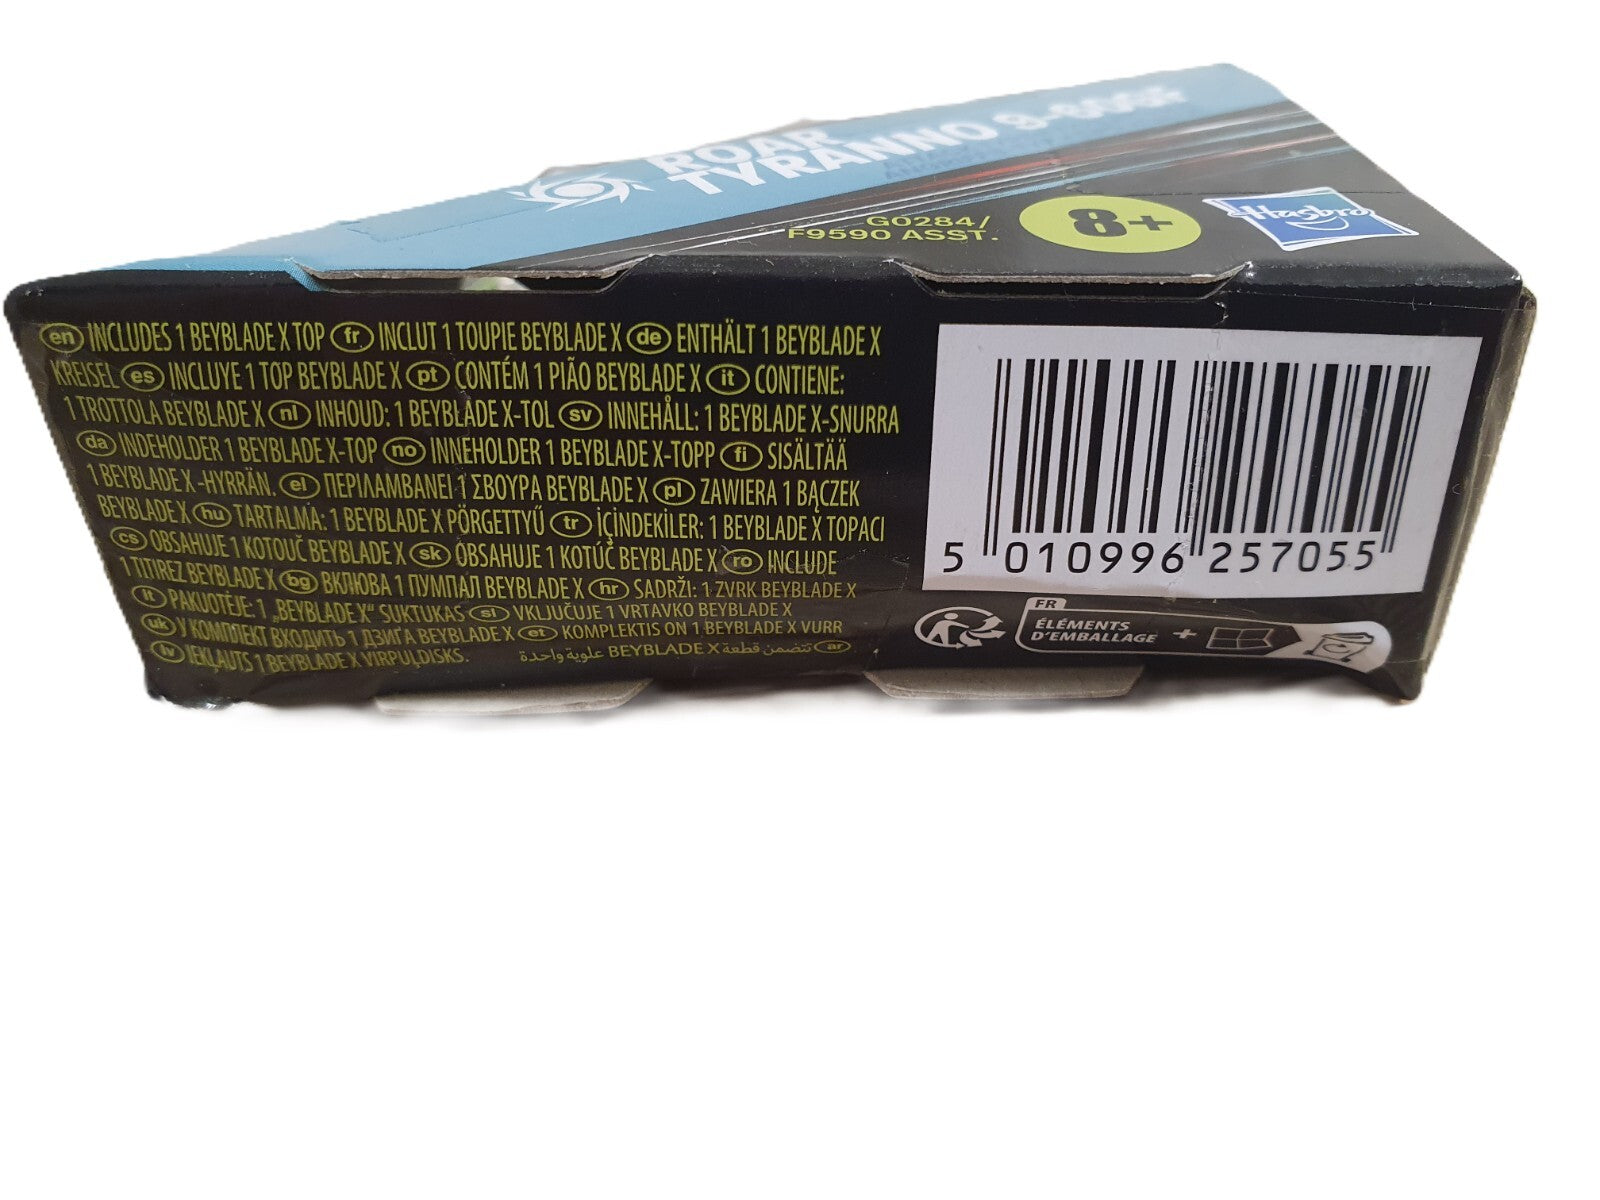 ROAR
TYRANNO 9-60GF
G0284/
F9590 ASST.
8+
Hasbro
en INCLUDES 1 BEYBLADE X TOP fr INCLUT 1 TOUPIE BEYBLADE X de ENTHÄLT 1 BEYBLADE X
KREISEL es INCLUYE 1 TOP BEYBLADE X pt CONTÉM 1 PIÃO BEYBLADE X it CONTIENE:
1 TROTTOLA BEYBLADE X nl INHOUD: 1 BEYBLADE X-TOL sv INNEHÅLL: 1 BEYBLADE X-SNURRA
da INDEHOLDER 1 BEYBLADE X-TOP no INNEHOLDER 1 BEYBLADE X-TOPP fi SISÄLTÄÄ
1 BEYBLADE X -HYRRÄN. el ΠΕΡΙΛΑΜΒΑΝΕΙ 1 ΣΒΟΥΡΑ BEYBLADE X pl ZAWIERA 1 BĄCZEK
BEYBLADE X hu TARTALMA: 1 BEYBLADE X PÖRGETTYŰ tr İÇİNDEKİLER: 1 BEYBLADE X TOPACI
cs OBSAHUJE 1 KOTOUČ BEYBLADE X sk OBSAHUJE 1 KOTÚČ BEYBLADE X ro INCLUDE
1 TITIREZ BEYBLADE X bg ВКЛЮВА 1 ПУМПАЛ BEYBLADE X hr SADRŽI: 1 ZVRK BEYBLADE X
lt PAKUOTĖJE: 1 „BEYBLADE X“ SUKTUKAS sl VKLJUČUJE 1 VRTAVKO BEYBLADE X
uk У КОМПЛЕКТ ВХОДИТЬ 1 ДЗИҐА BEYBLADE X et KOMPLEKTIS ON 1 BEYBLADE X VURR
lv IEKĻAUTS 1 BEYBLADE X VIRPUĻDISKS. ar تتضمن قطعة BEYBLADE X علوية واحدة
5 010996 257055
FR
ÉLÉMENTS
D'EMBALLAGE +